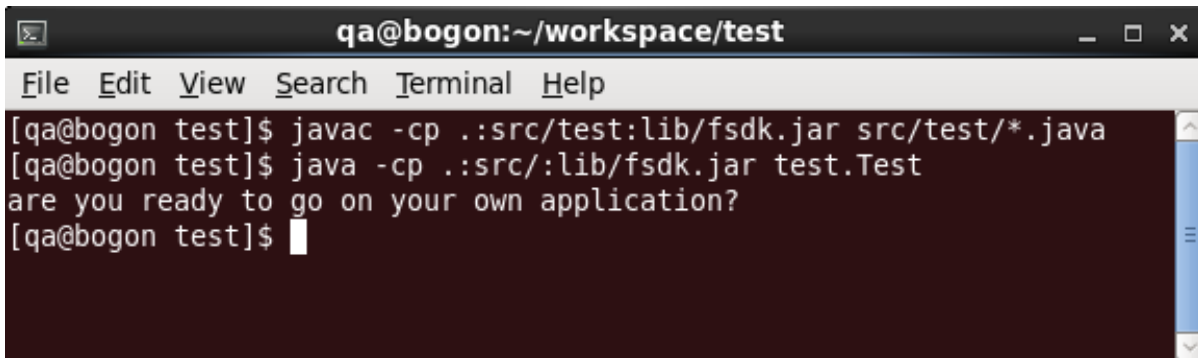 qa@bogon:~/workspace/test
File Edit View Search Terminal Help
[qa@bogon test]$ javac -cp .:src/test:lib/fsdk.jar src/test/*.java
[qa@bogon test]$ java -cp .:src/:lib/fsdk.jar test.Test
are you ready to go on your own application?
[qa@bogon test]$